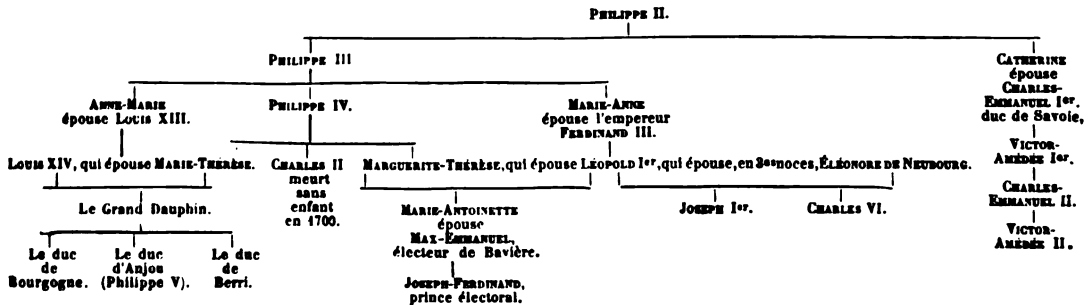 PHILIPPE II.
PHILIPPE III
CATHERINE
épouse
CHARLES-
EMMANUEL Ier.
duc de Savoie,
ANNE-MARIE
épouse LOUIS XIII.
PHILIPPE IV.
MARIE-ANNE
épouse l'empereur
FERDINAND III.
LOUIS XIV, qui épouse MARIE-THÉRÈSE.
CHARLES II
meurt
sans
enfant
en 1700.
MARGUERITE-THÉRÈSE, qui épouse LÉOPOLD Ier, qui épouse, en 3es noces, ÉLÉONORE DE NEUBOURG.
VICTOR-
AMÉDÉE Ier.
Le Grand Dauphin.
MARIE-ANTOINETTE
épouse
MAX-EMMANUEL,
électeur de Bavière.
JOSEPH Ier.
CHARLES VI.
CHARLES-
EMMANUEL II.
Le duc
de
Bourgogne.
Le duc
d'Anjou
(Philippe V).
Le duc
de
Berri.
JOSEPH-FERDINAND,
prince électoral.
VICTOR-
AMÉDÉE II.